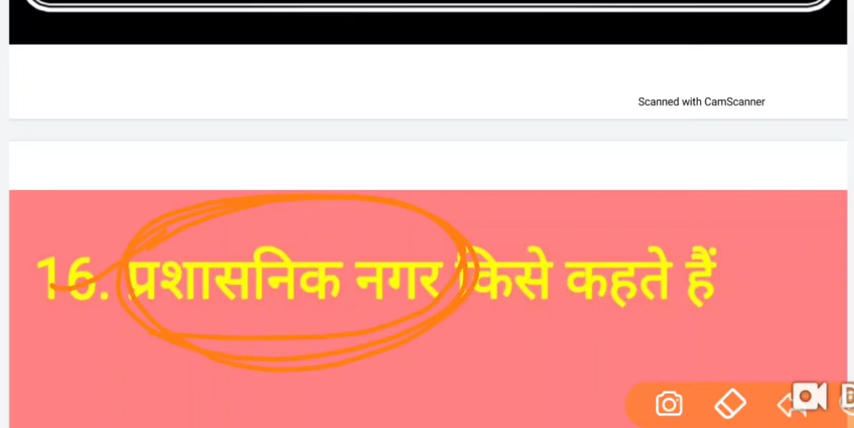 Scanned with CamScanner
16. प्रशासनिक नगर किसे कहते हैं